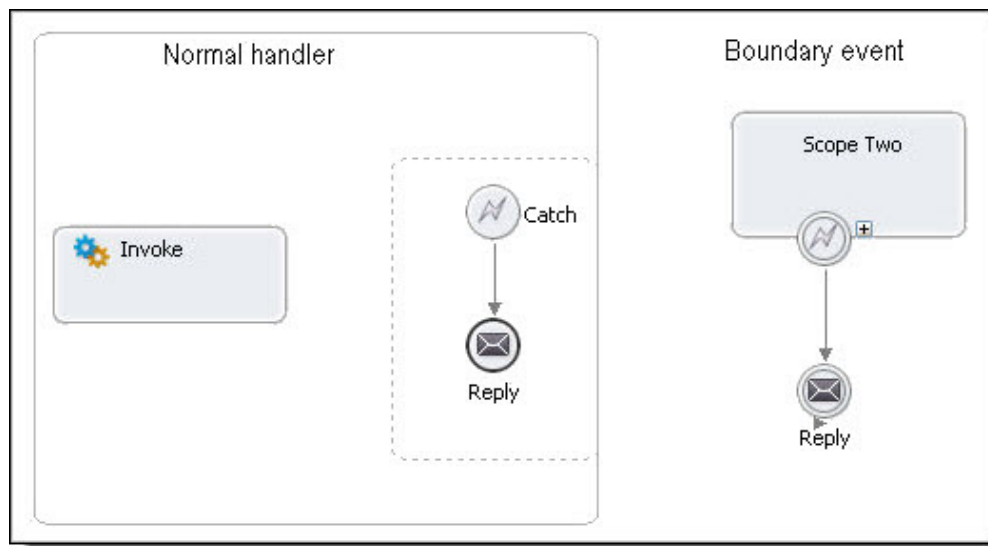 Normal handler
Invoke
Catch
Reply
Boundary event
Scope Two
Reply